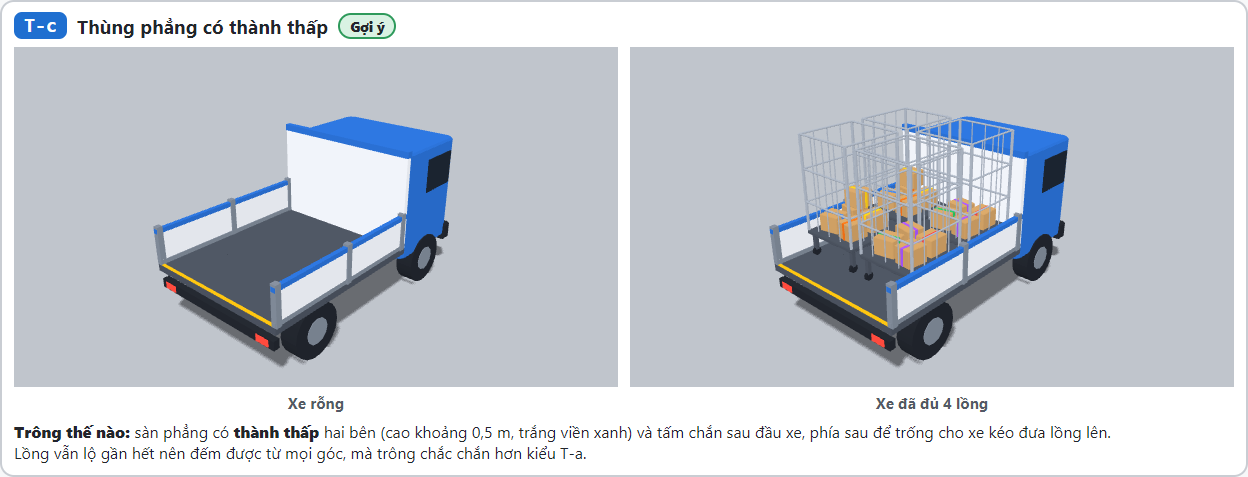 T-c Thùng phẳng có thành thấp Gợi ý
Xe rỗng
Xe đã đủ 4 lồng
Trông thế nào: sàn phẳng có thành thấp hai bên (cao khoảng 0,5 m, trắng viền xanh) và tấm chắn sau đầu xe, phía sau để trống cho xe kéo đưa lồng lên.
Lồng vẫn lộ gần hết nên đếm được từ mọi góc, mà trông chắc chắn hơn kiểu T-a.